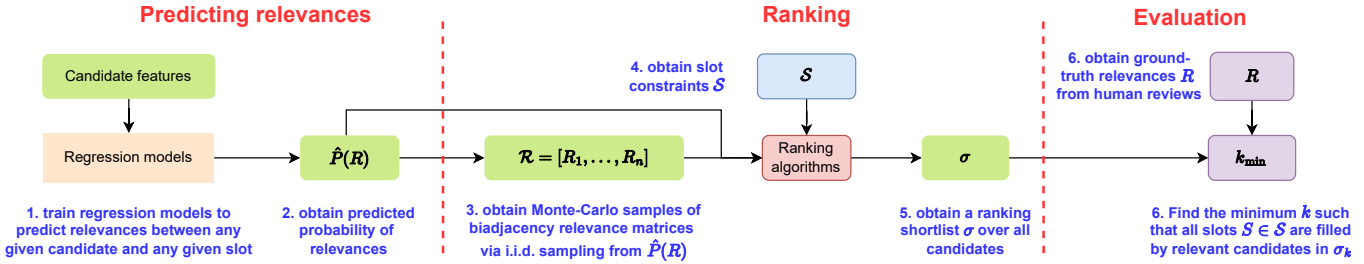 Predicting relevances
Ranking
Evaluation
Candidate features
Regression models
1. train regression models to
predict relevances between any
given candidate and any given slot
P̂(R)
2. obtain predicted
probability of
relevances
ℛ = [R₁, . . . , Rₙ]
3. obtain Monte-Carlo samples of
biadjacency relevance matrices
via i.i.d. sampling from P̂(R)
4. obtain slot
constraints 𝒮
𝒮
Ranking
algorithms
σ
5. obtain a ranking
shortlist σ over all
candidates
6. obtain ground-
truth relevances R
from human reviews
R
k_min
6. Find the minimum k such
that all slots S ∈ 𝒮 are filled
by relevant candidates in σₖ